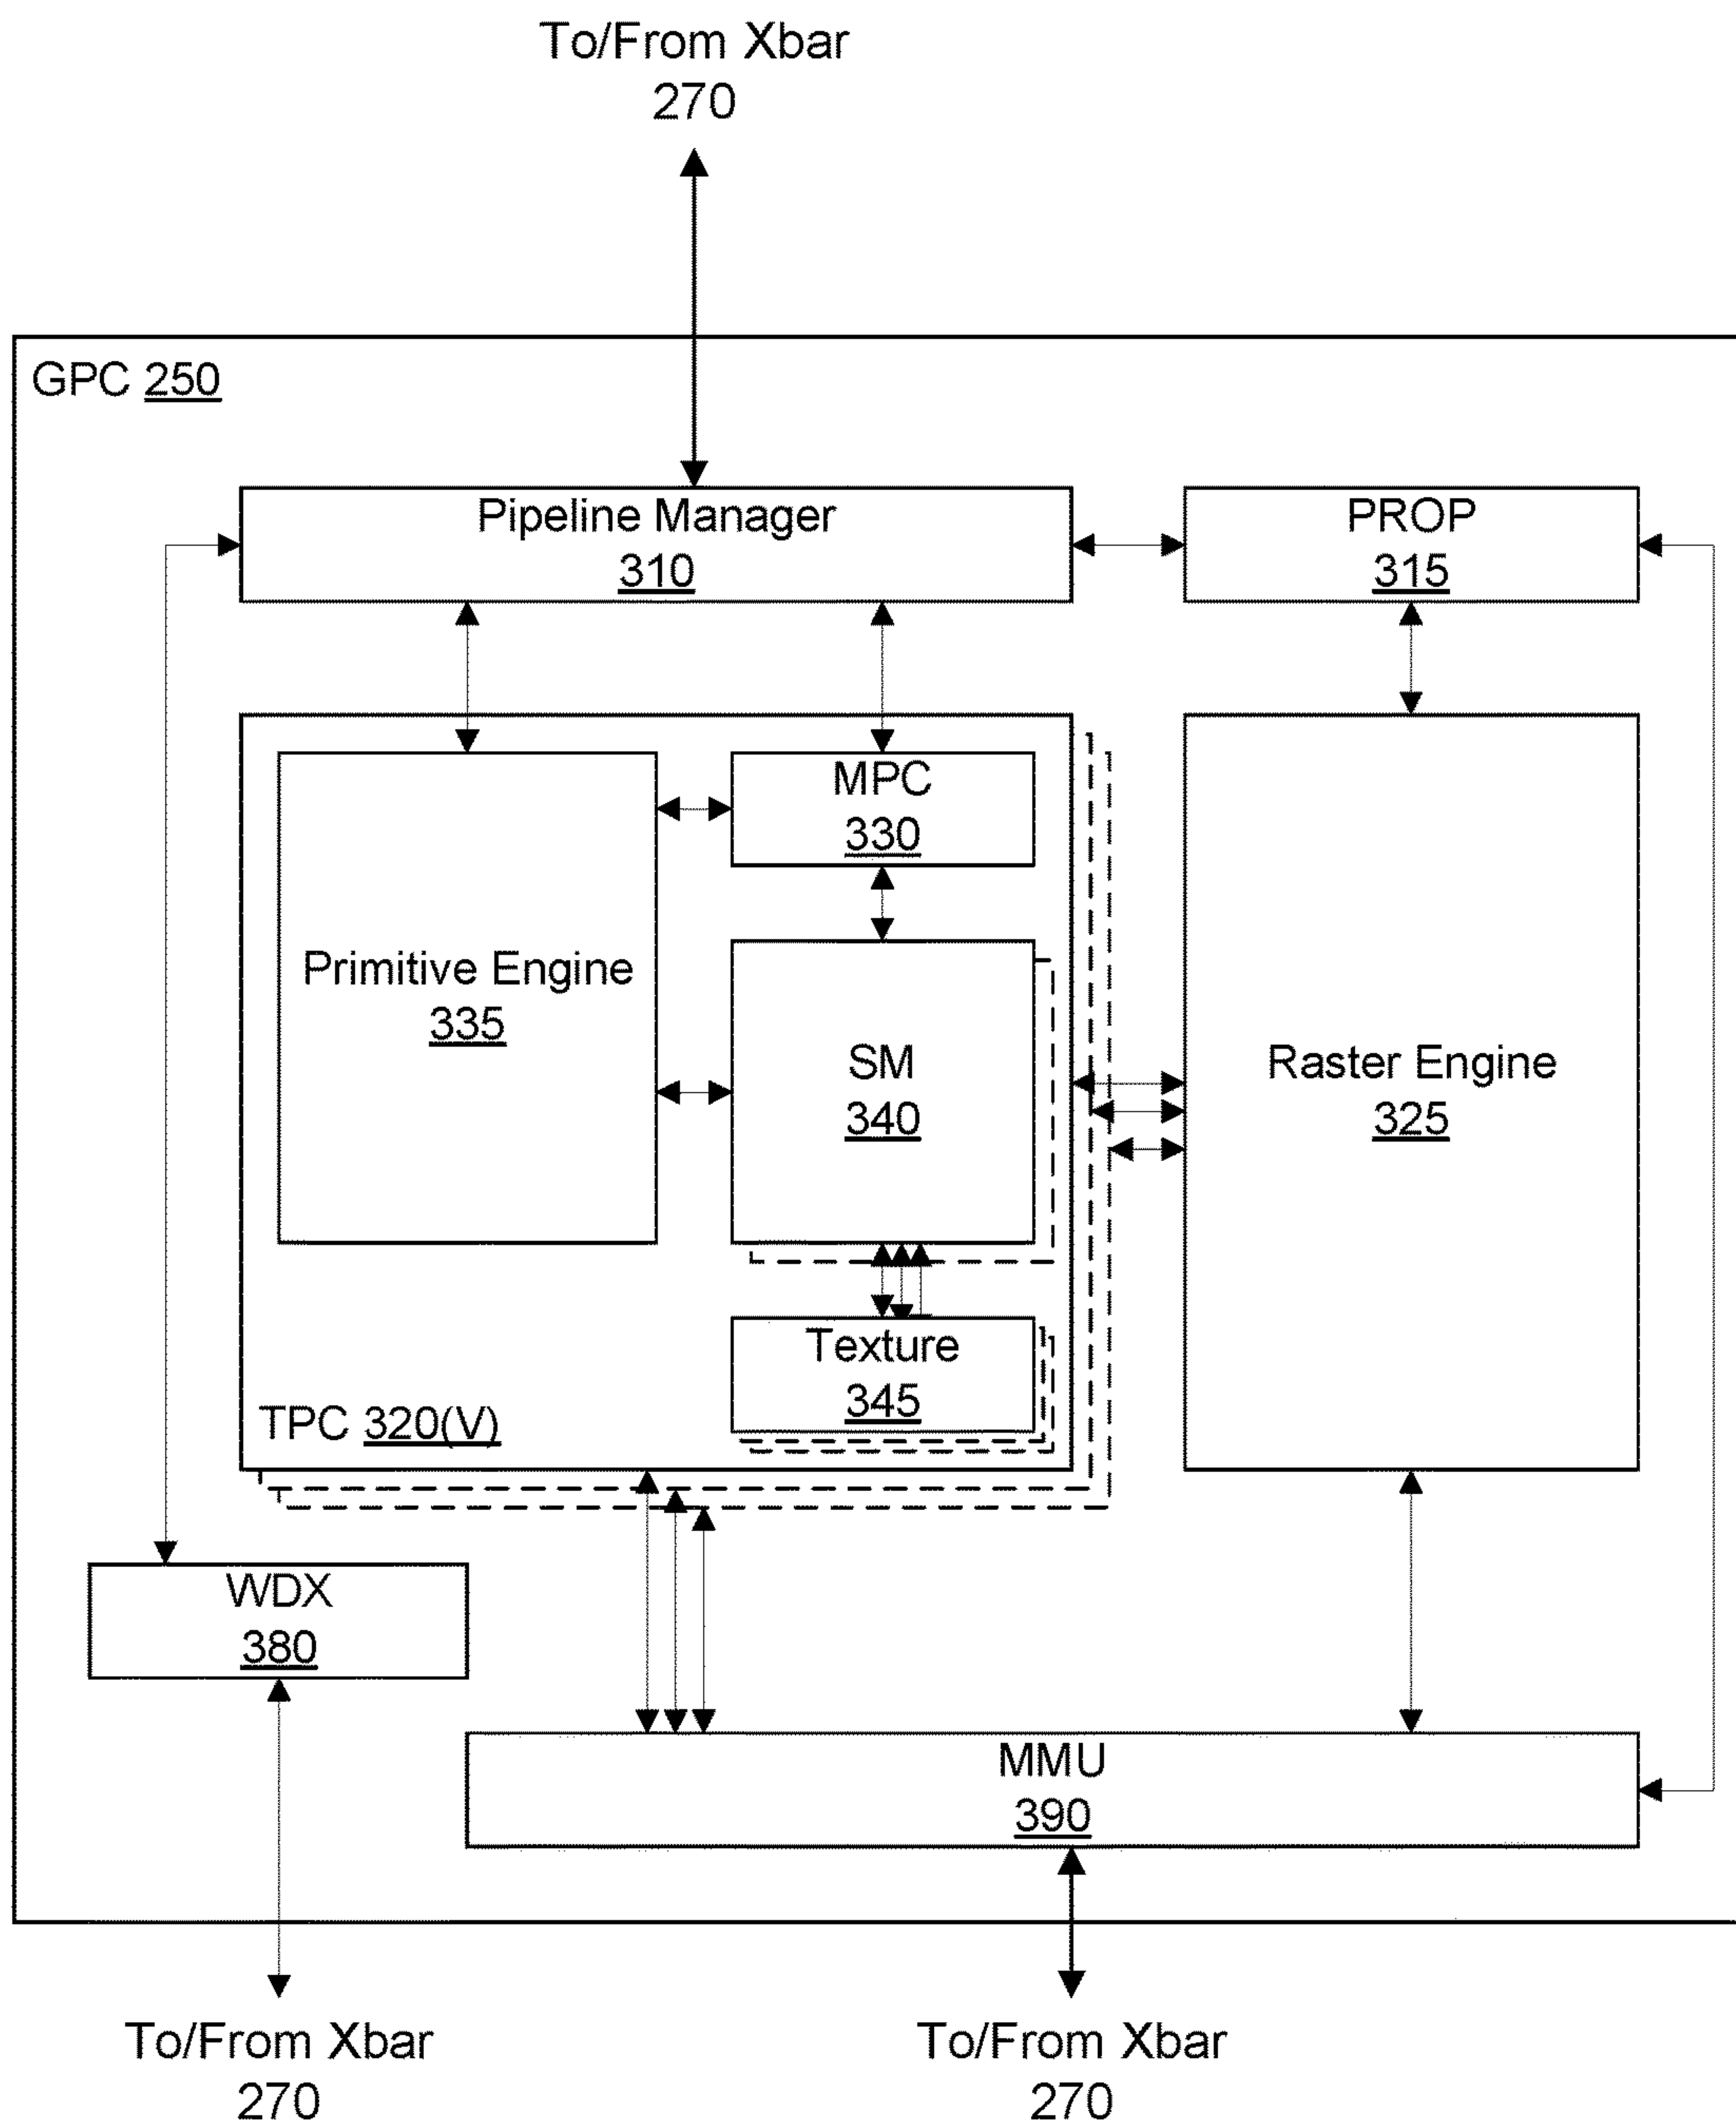 To/From Xbar
270
GPC 250
Pipeline Manager
310
PROP
315
MPC
330
Primitive Engine
335
SM
340
Raster Engine
325
Texture
345
TPC 320(V)
WDX
380
MMU
390
To/From Xbar
270
To/From Xbar
270